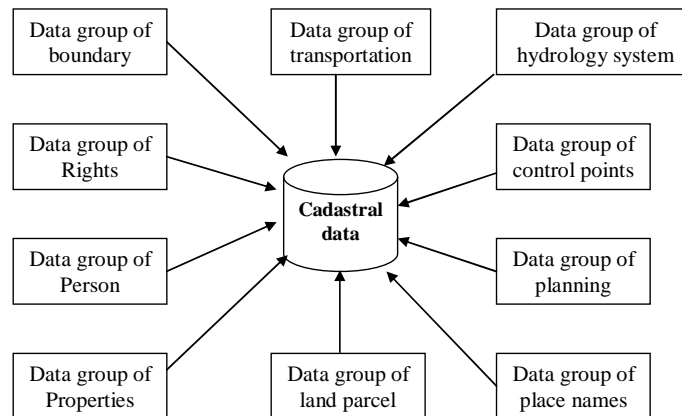 Data group of
boundary
Data group of
transportation
Data group of
hydrology system
Data group of
Rights
Data group of
control points
Cadastral
data
Data group of
Person
Data group of
planning
Data group of
Properties
Data group of
land parcel
Data group of
place names